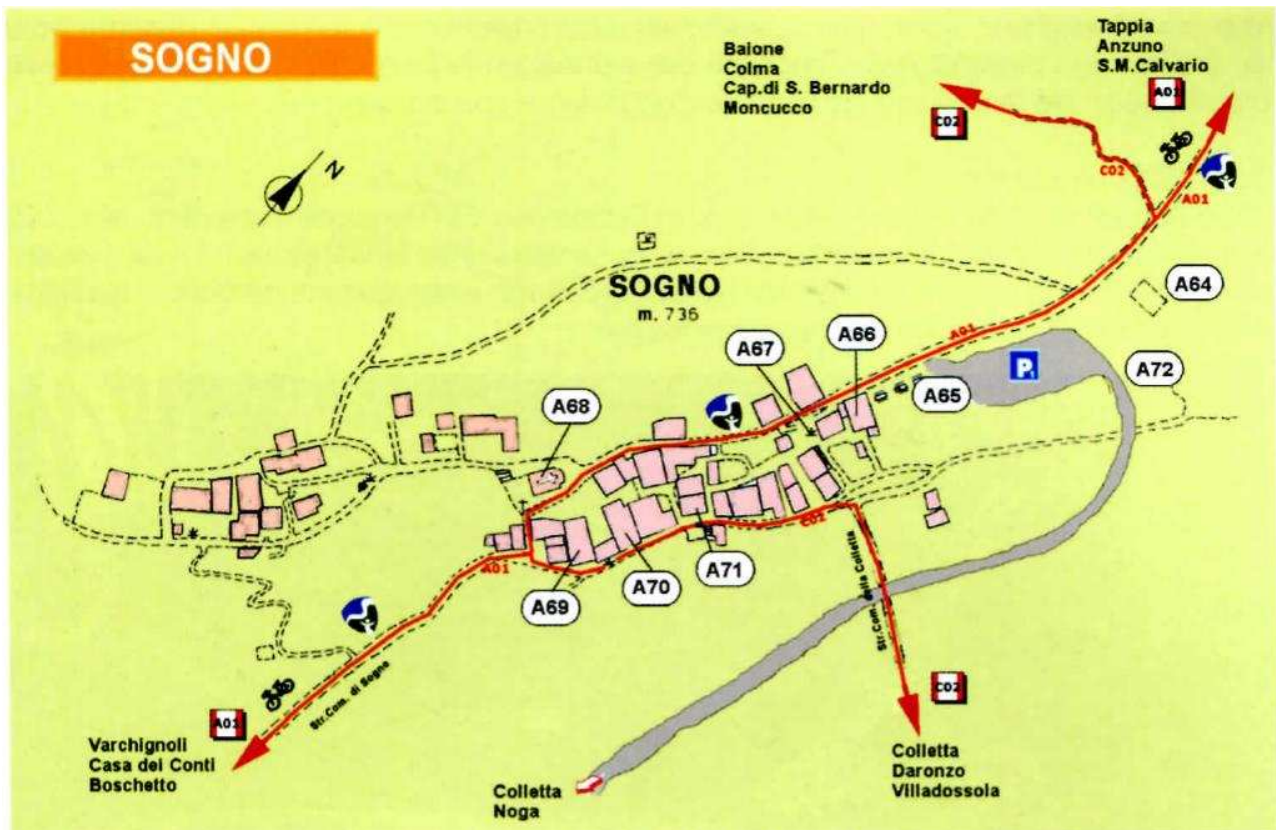 SOGNO
Baione
Colma
Cap.di S. Bernardo
Moncucco
Tappia
Anzuno
S.M.Calvario
A01
C02
C02
A01
N
SOGNO
m. 736
A64
A01
A66
A67
P
A72
A65
A68
C02
A01
A71
A70
A69
Str.Com. della Colletta
Str.Com. di Sogno
C02
A01
Varchignoli
Casa dei Conti
Boschetto
Colletta
Noga
Colletta
Daronzo
Villadossola